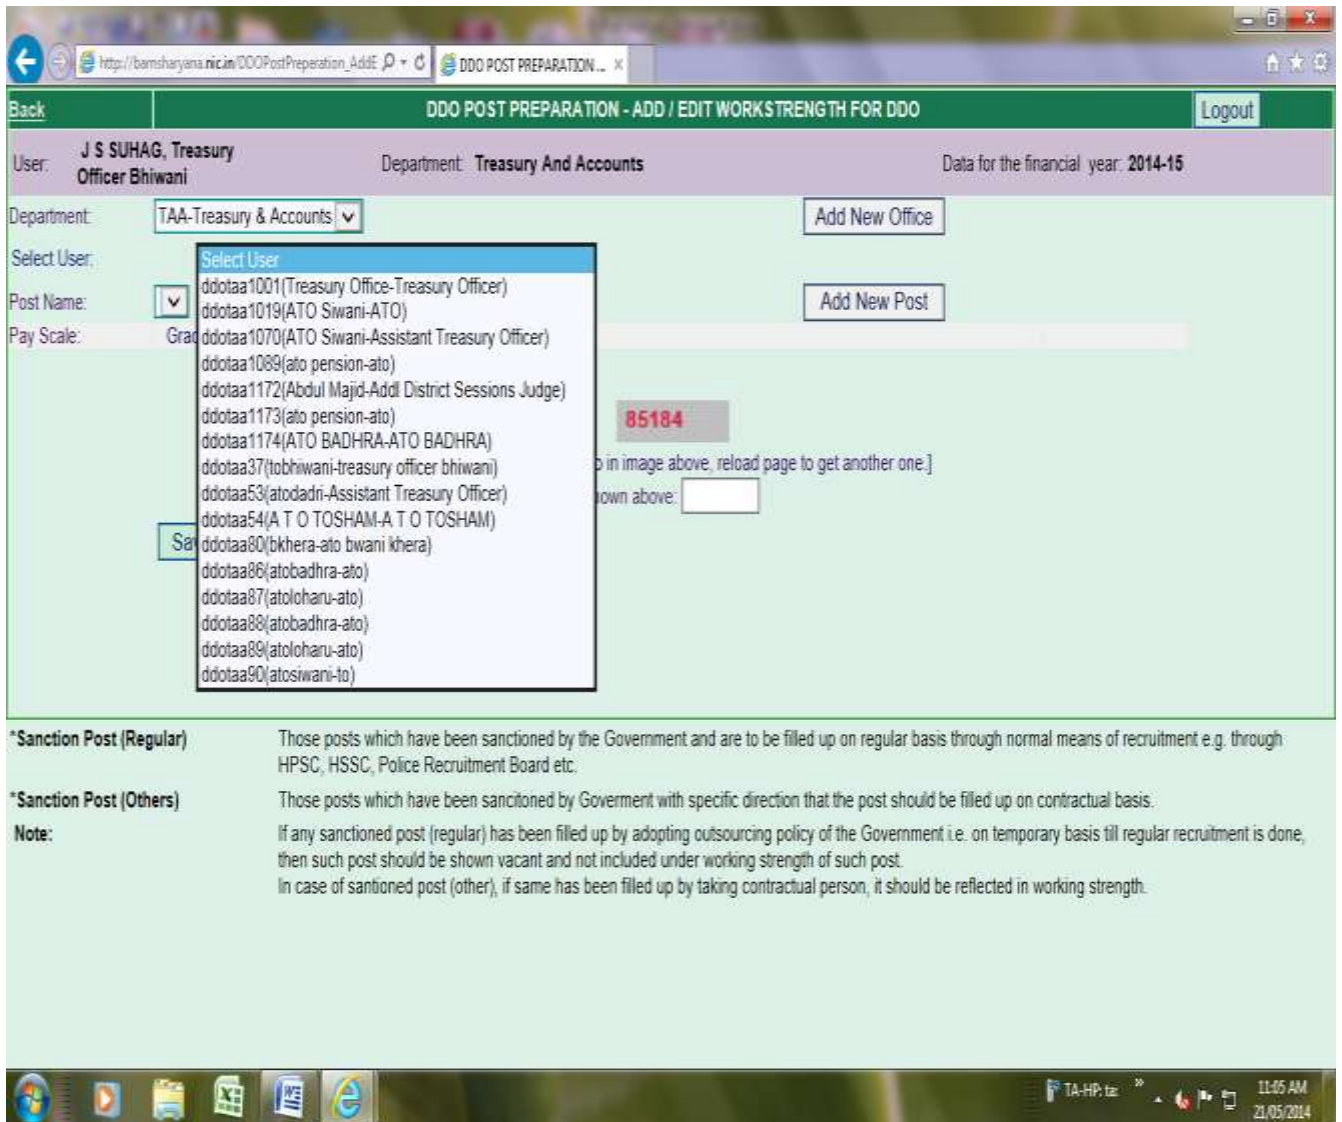 http://bamsharyana.nic.in/DDOPostPreperation_AddE
DDO POST PREPARATION ...
Back
DDO POST PREPARATION - ADD / EDIT WORKSTRENGTH FOR DDO
Logout
User: J S SUHAG, Treasury Officer Bhiwani
Department: Treasury And Accounts
Data for the financial year: 2014-15
Department: TAA-Treasury & Accounts
Add New Office
Select User:
Select User
ddotaa1001(Treasury Office-Treasury Officer)
Post Name:
Add New Post
ddotaa1019(ATO Siwani-ATO)
Pay Scale:
Grad
ddotaa1070(ATO Siwani-Assistant Treasury Officer)
ddotaa1089(ato pension-ato)
ddotaa1172(Abdul Majid-Addl District Sessions Judge)
ddotaa1173(ato pension-ato)
85184
ddotaa1174(ATO BADHRA-ATO BADHRA)
ddotaa37(tobhiwani-treasury officer bhiwani)
in image above, reload page to get another one.]
ddotaa53(atodadri-Assistant Treasury Officer)
own above:
ddotaa54(A T O TOSHAM-A T O TOSHAM)
Sa
ddotaa80(bkhera-ato bwani khera)
ddotaa86(atobadhra-ato)
ddotaa87(atoloharu-ato)
ddotaa88(atobadhra-ato)
ddotaa89(atoloharu-ato)
ddotaa90(atosiwani-to)
*Sanction Post (Regular) Those posts which have been sanctioned by the Government and are to be filled up on regular basis through normal means of recruitment e.g. through
HPSC, HSSC, Police Recruitment Board etc.
*Sanction Post (Others) Those posts which have been sancitoned by Goverment with specific direction that the post should be filled up on contractual basis.
Note: If any sanctioned post (regular) has been filled up by adopting outsourcing policy of the Government i.e. on temporary basis till regular recruitment is done,
then such post should be shown vacant and not included under working strength of such post.
In case of santioned post (other), if same has been filled up by taking contractual person, it should be reflected in working strength.
TA-HP: ta
11:05 AM
21/05/2014